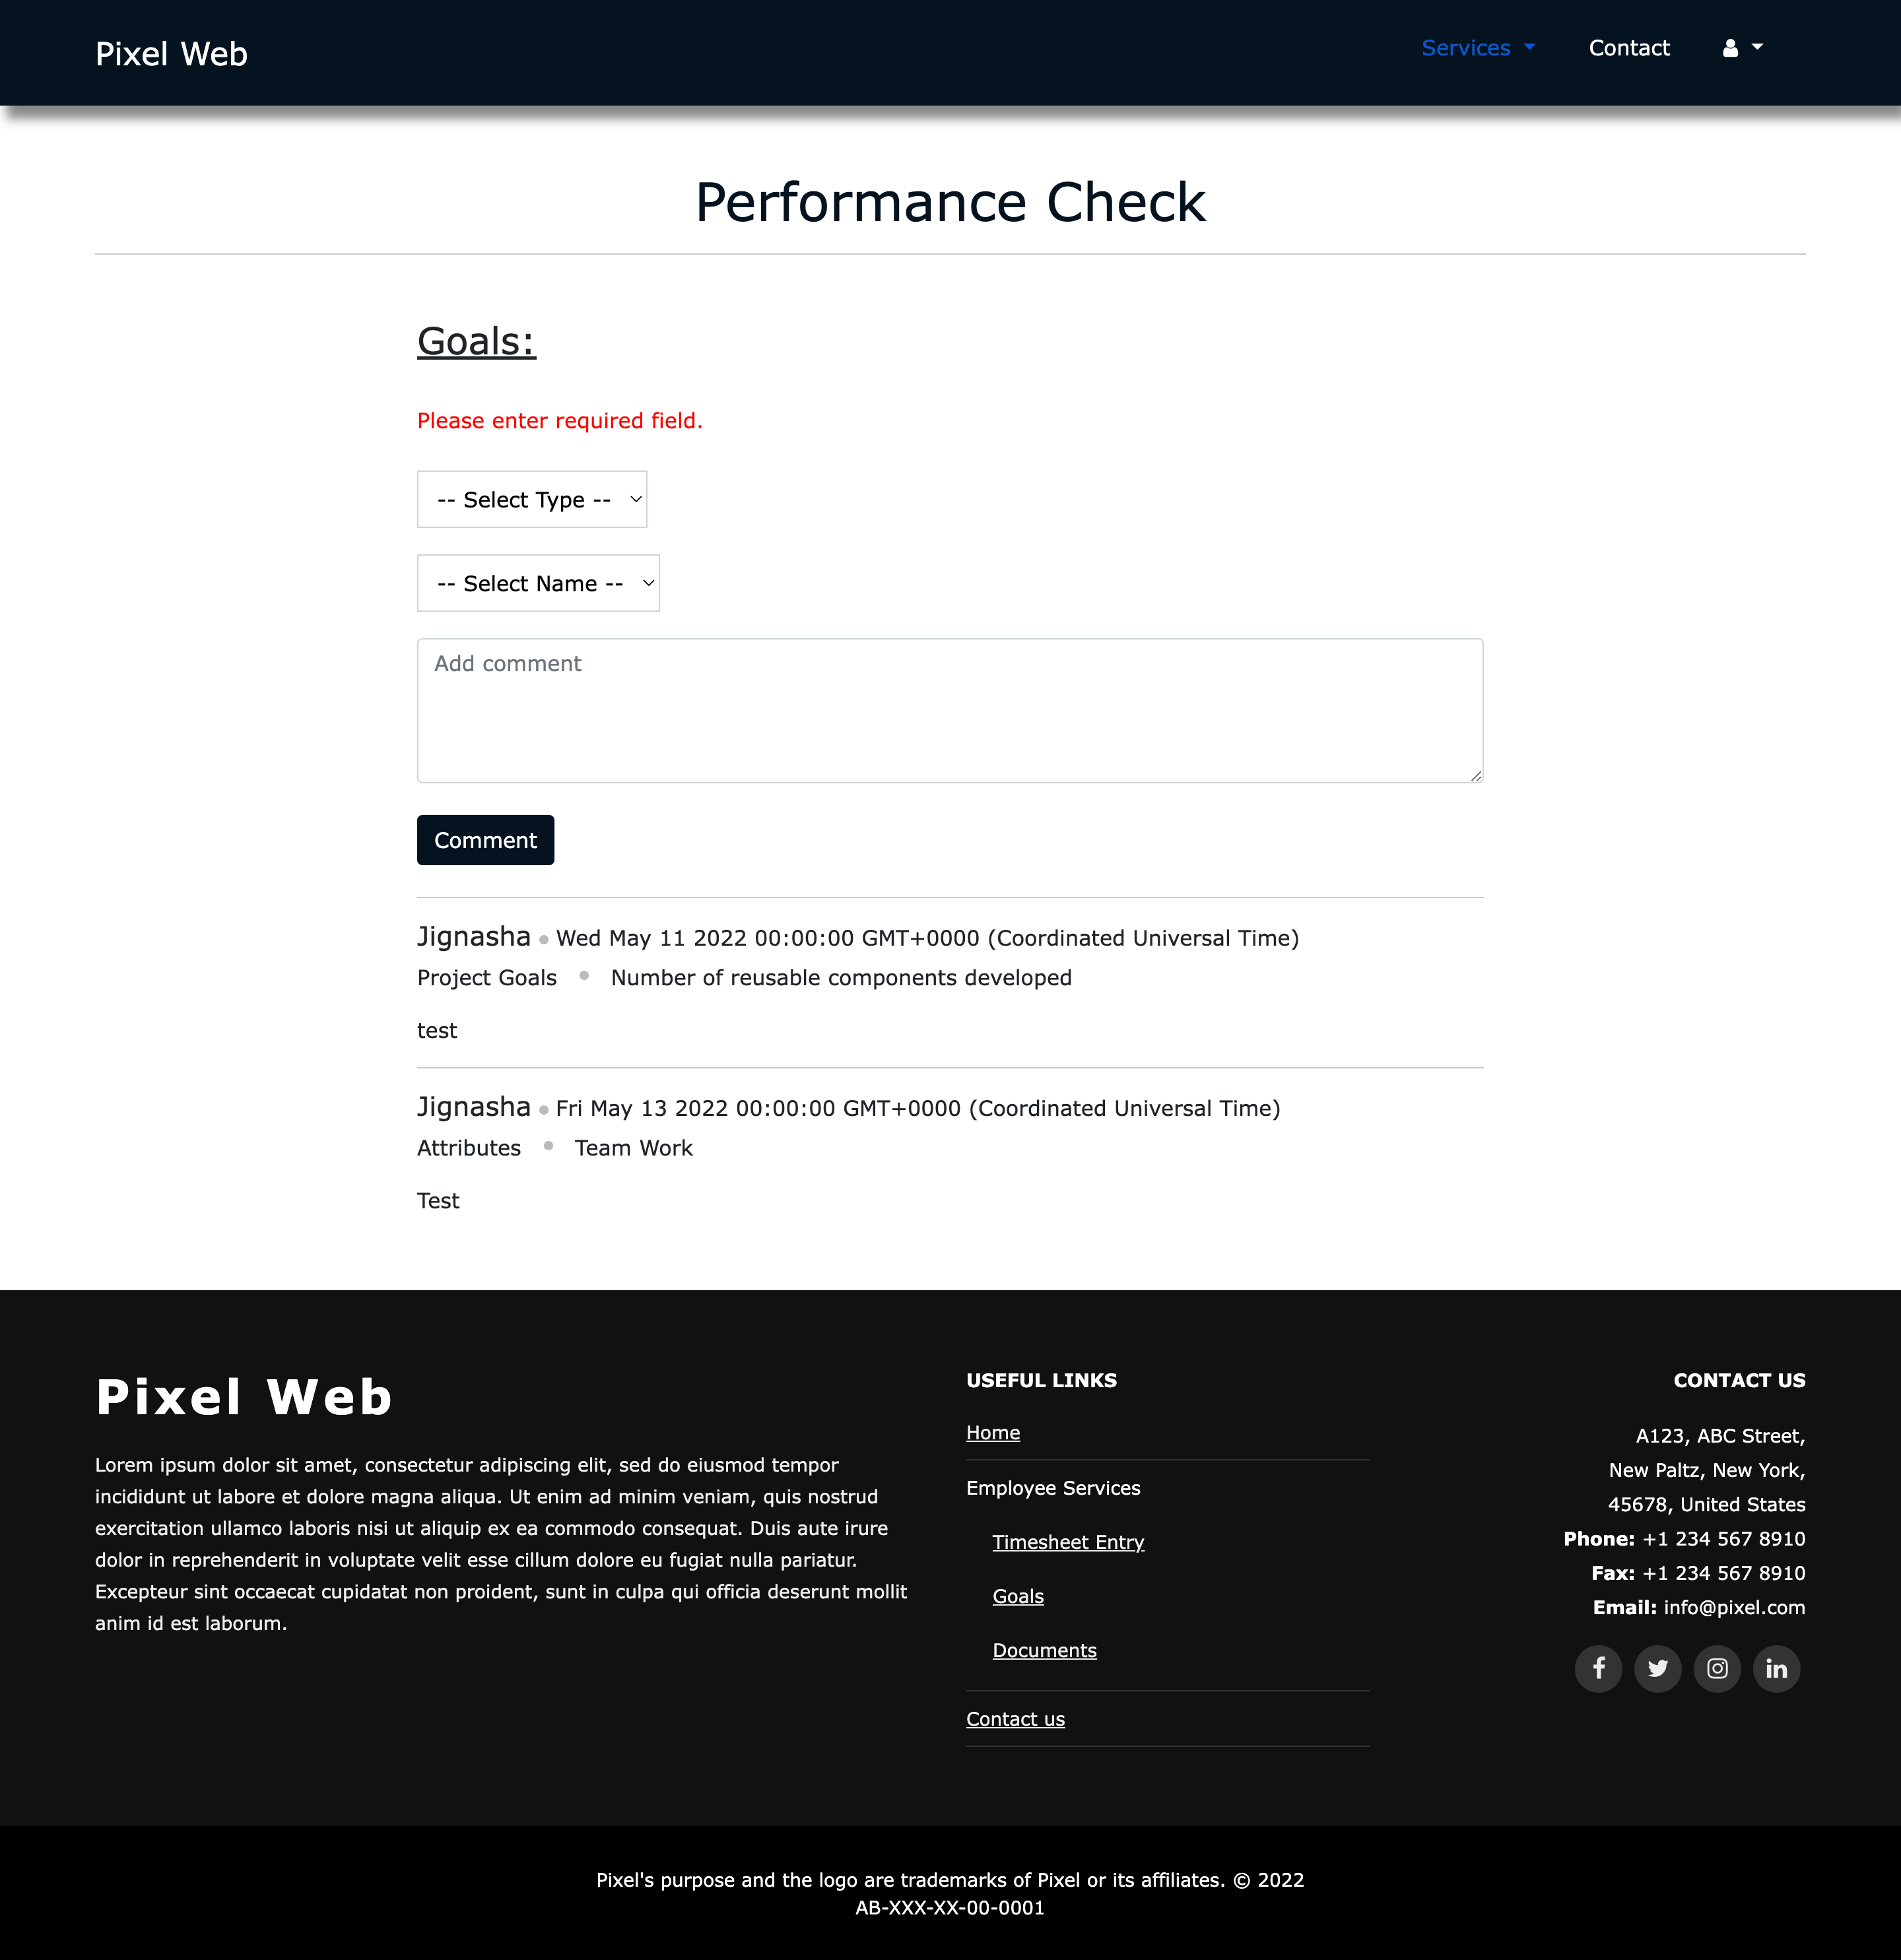 Pixel Web
Services
Contact
Performance Check
Goals:
Please enter required field.
-- Select Type --
-- Select Name --
Add comment
Comment
Jignasha Wed May 11 2022 00:00:00 GMT+0000 (Coordinated Universal Time)
Project Goals • Number of reusable components developed
test
Jignasha Fri May 13 2022 00:00:00 GMT+0000 (Coordinated Universal Time)
Attributes • Team Work
Test
Pixel Web
Lorem ipsum dolor sit amet, consectetur adipiscing elit, sed do eiusmod tempor
incididunt ut labore et dolore magna aliqua. Ut enim ad minim veniam, quis nostrud
exercitation ullamco laboris nisi ut aliquip ex ea commodo consequat. Duis aute irure
dolor in reprehenderit in voluptate velit esse cillum dolore eu fugiat nulla pariatur.
Excepteur sint occaecat cupidatat non proident, sunt in culpa qui officia deserunt mollit
anim id est laborum.
USEFUL LINKS
Home
Employee Services
Timesheet Entry
Goals
Documents
Contact us
CONTACT US
A123, ABC Street,
New Paltz, New York,
45678, United States
Phone: +1 234 567 8910
Fax: +1 234 567 8910
Email: info@pixel.com
Pixel's purpose and the logo are trademarks of Pixel or its affiliates. © 2022
AB-XXX-XX-00-0001